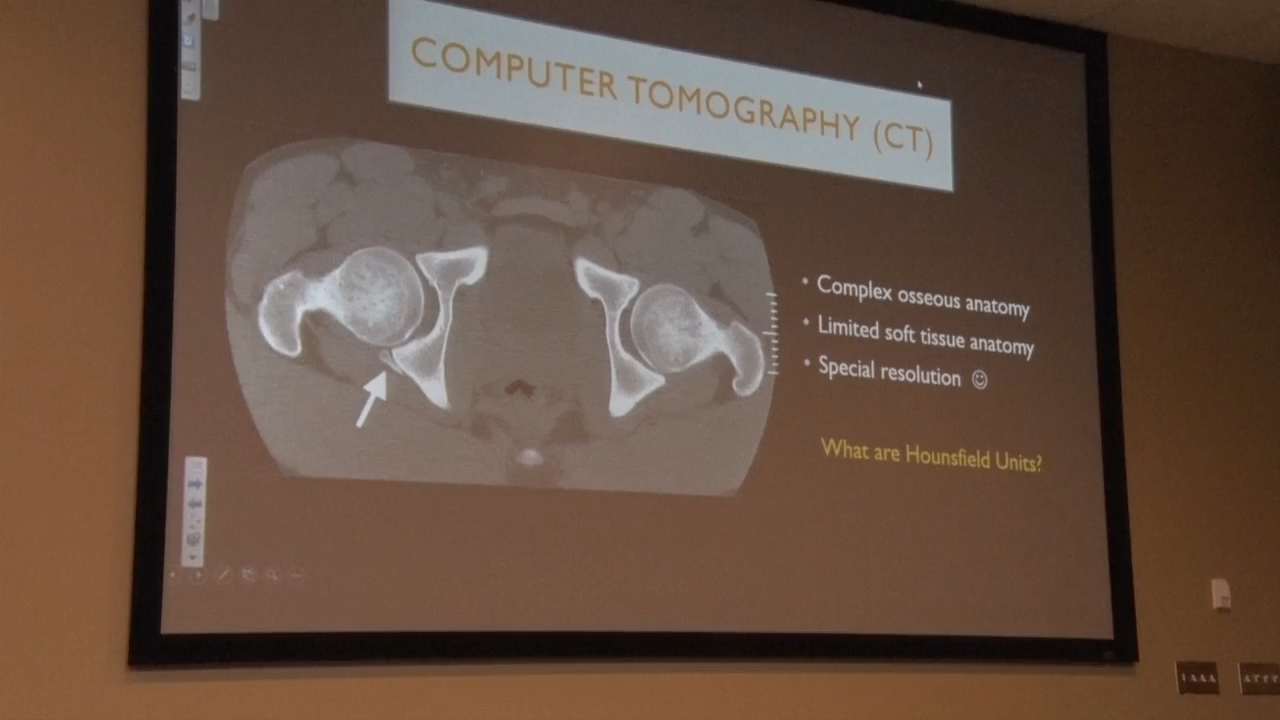 COMPUTER TOMOGRAPHY (CT)
• Complex osseous anatomy
• Limited soft tissue anatomy
• Special resolution ☺
What are Hounsfield Units?